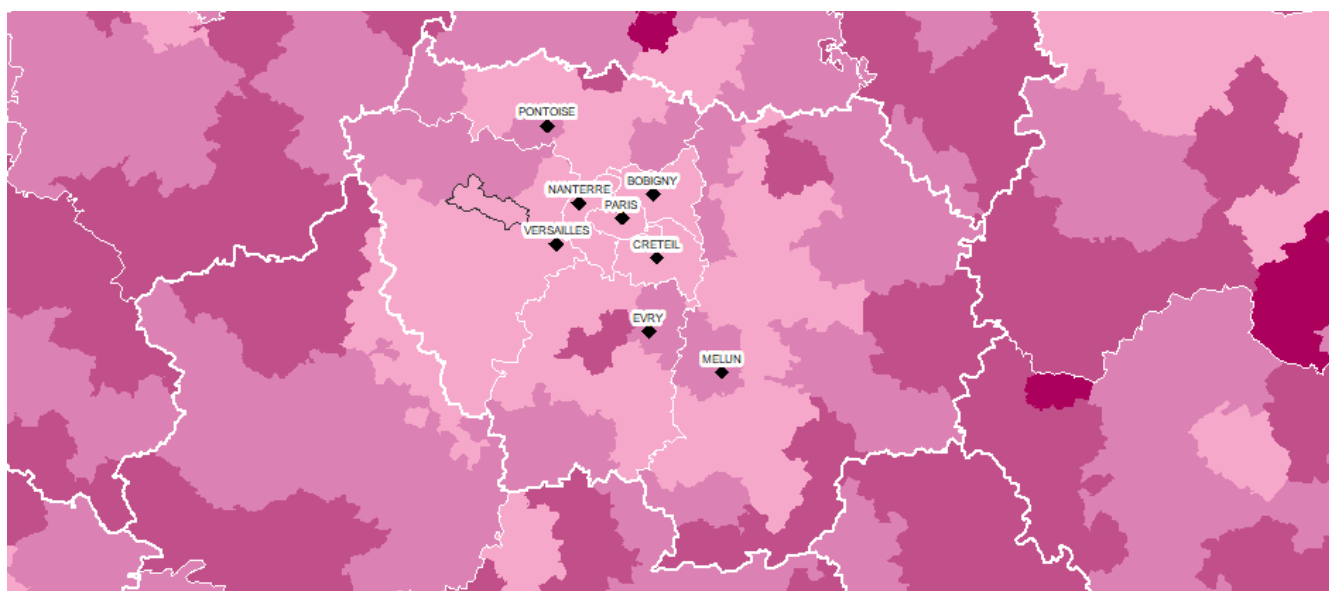 PONTOISE
BOBIGNY
NANTERRE
PARIS
VERSAILLES
CRETEIL
EVRY
MELUN